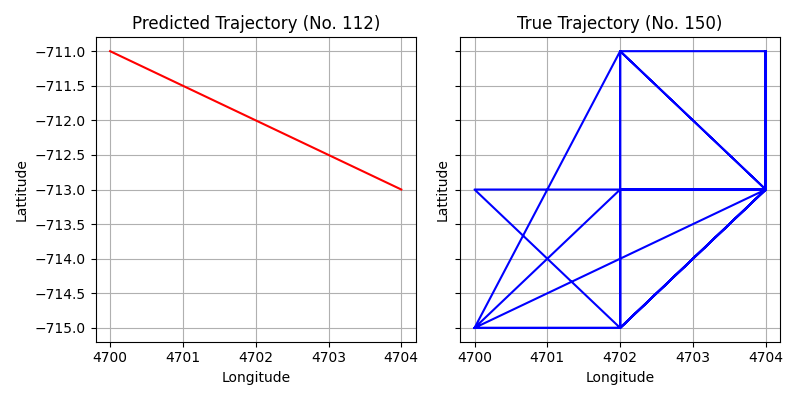 Predicted Trajectory (No. 112)
−711.0
−711.5
−712.0
−712.5
−713.0
−713.5
−714.0
−714.5
−715.0
Lattitude
4700 4701 4702 4703 4704
Longitude
True Trajectory (No. 150)
Lattitude
4700 4701 4702 4703 4704
Longitude